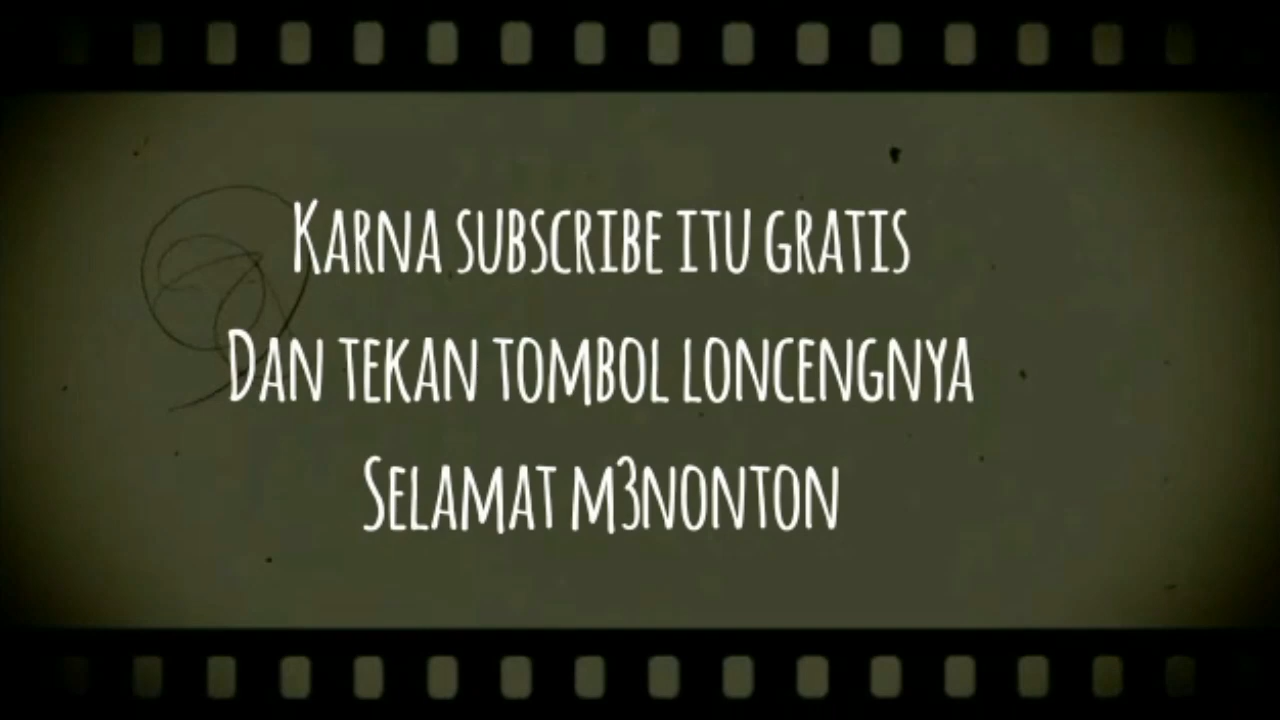 Karna subscribe itu gratis
Dan tekan tombol loncengnya
Selamat m3nonton